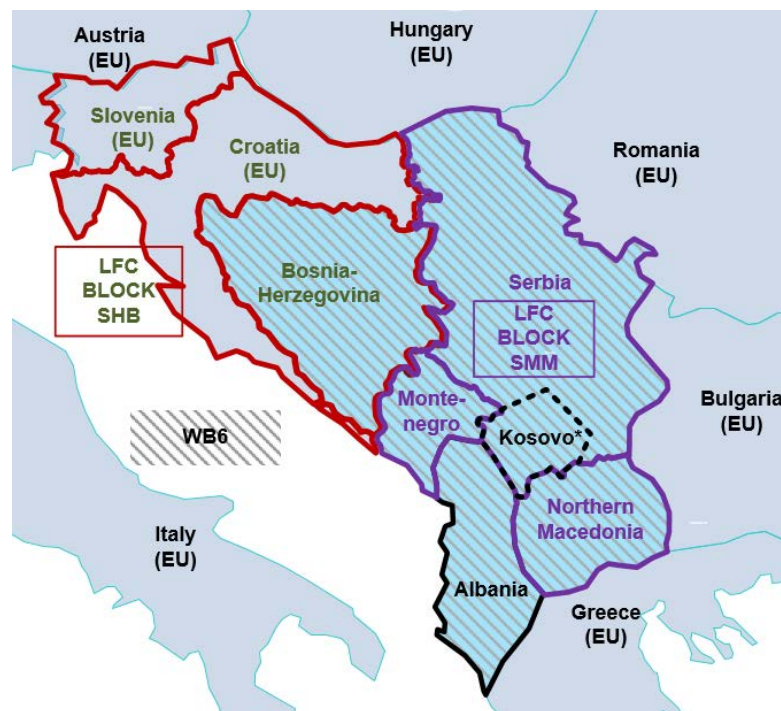 Austria
(EU)
Hungary
(EU)
Slovenia
(EU)
Croatia
(EU)
Romania
(EU)
LFC
BLOCK
SHB
Bosnia-
Herzegovina
Serbia
LFC
BLOCK
SMM
Monte-
negro
Kosovo*
Bulgaria
(EU)
WB6
Northern
Macedonia
Italy
(EU)
Albania
Greece
(EU)